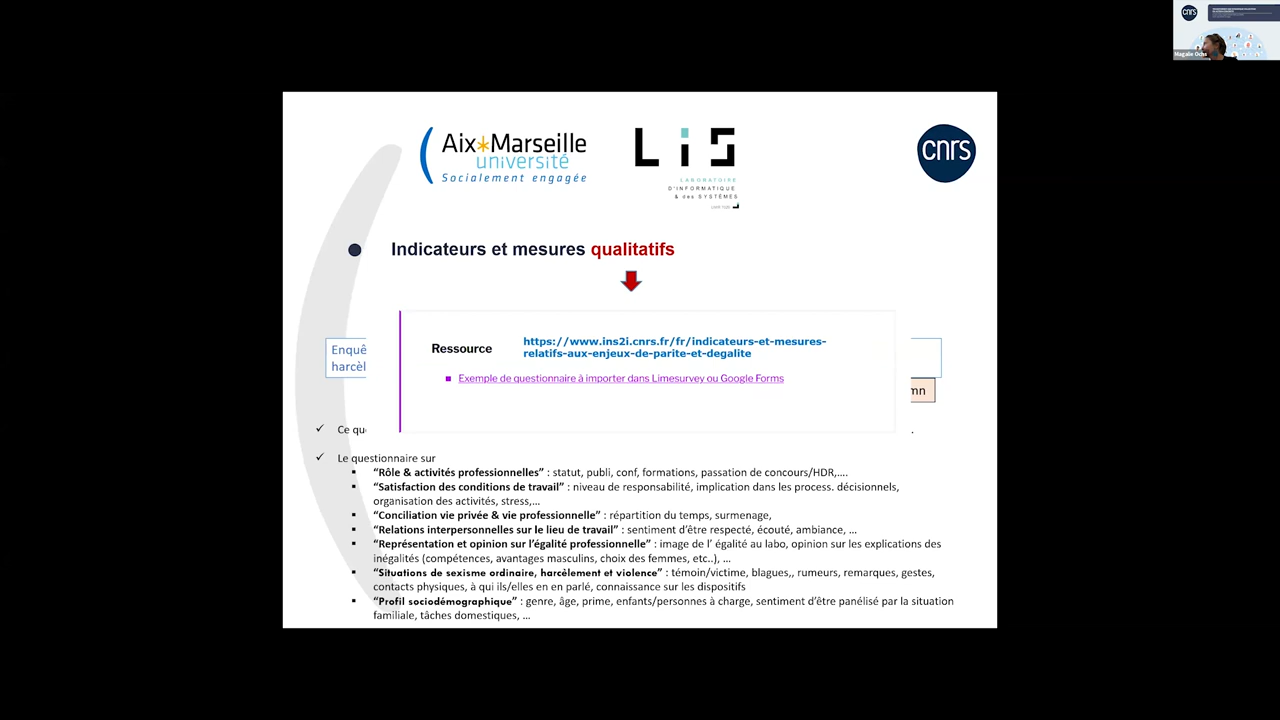 cnrs
Magalie Ochs
Aix*Marseille
université
Socialement engagée
LiS
LABORATOIRE
D'INFORMATIQUE
& des SYSTÈMES
cnrs
Indicateurs et mesures qualitatifs
Ressource
https://www.ins2i.cnrs.fr/fr/indicateurs-et-mesures-
relatifs-aux-enjeux-de-parite-et-degalite
Enquê
harcèl
Exemple de questionnaire à importer dans Limesurvey ou Google Forms
mn
✓ Ce qu
✓ Le questionnaire sur
▪ “Rôle & activités professionnelles” : statut, publi, conf, formations, passation de concours/HDR,....
▪ “Satisfaction des conditions de travail” : niveau de responsabilité, implication dans les process. décisionnels,
organisation des activités, stress,...
▪ “Conciliation vie privée & vie professionnelle” : répartition du temps, surmenage,
▪ “Relations interpersonnelles sur le lieu de travail” : sentiment d’être respecté, écouté, ambiance, ...
▪ “Représentation et opinion sur l’égalité professionnelle” : image de l’ égalité au labo, opinion sur les explications des
inégalités (compétences, avantages masculins, choix des femmes, etc..), ...
▪ “Situations de sexisme ordinaire, harcèlement et violence” : témoin/victime, blagues,, rumeurs, remarques, gestes,
contacts physiques, à qui ils/elles en en parlé, connaissance sur les dispositifs
▪ “Profil sociodémographique” : genre, âge, prime, enfants/personnes à charge, sentiment d’être panélisé par la situation
familiale, tâches domestiques, ...